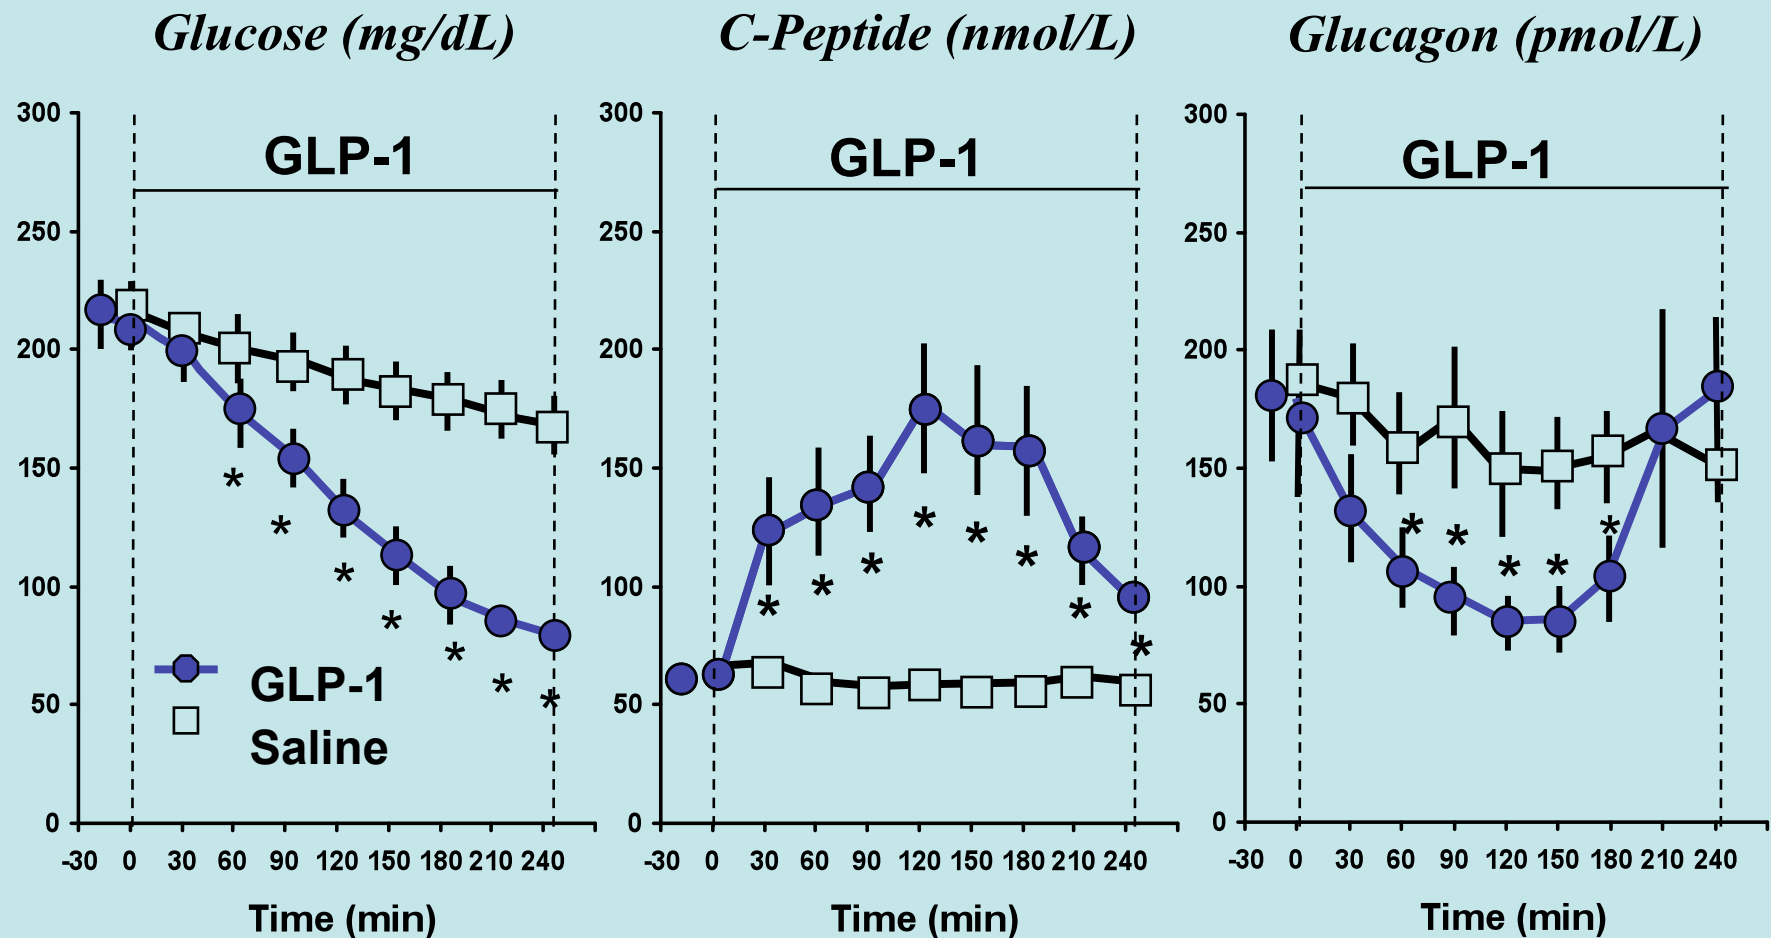 Glucose (mg/dL)
C-Peptide (nmol/L)
Glucagon (pmol/L)
300
250
200
150
100
50
0
GLP-1
* * * * * * *
GLP-1
Saline
-30 0 30 60 90 120 150 180 210 240
Time (min)
300
250
200
150
100
50
0
GLP-1
* * * * * * * *
-30 0 30 60 90 120 150 180 210 240
Time (min)
300
250
200
150
100
50
0
GLP-1
* * * * *
-30 0 30 60 90 120 150 180 210 240
Time (min)